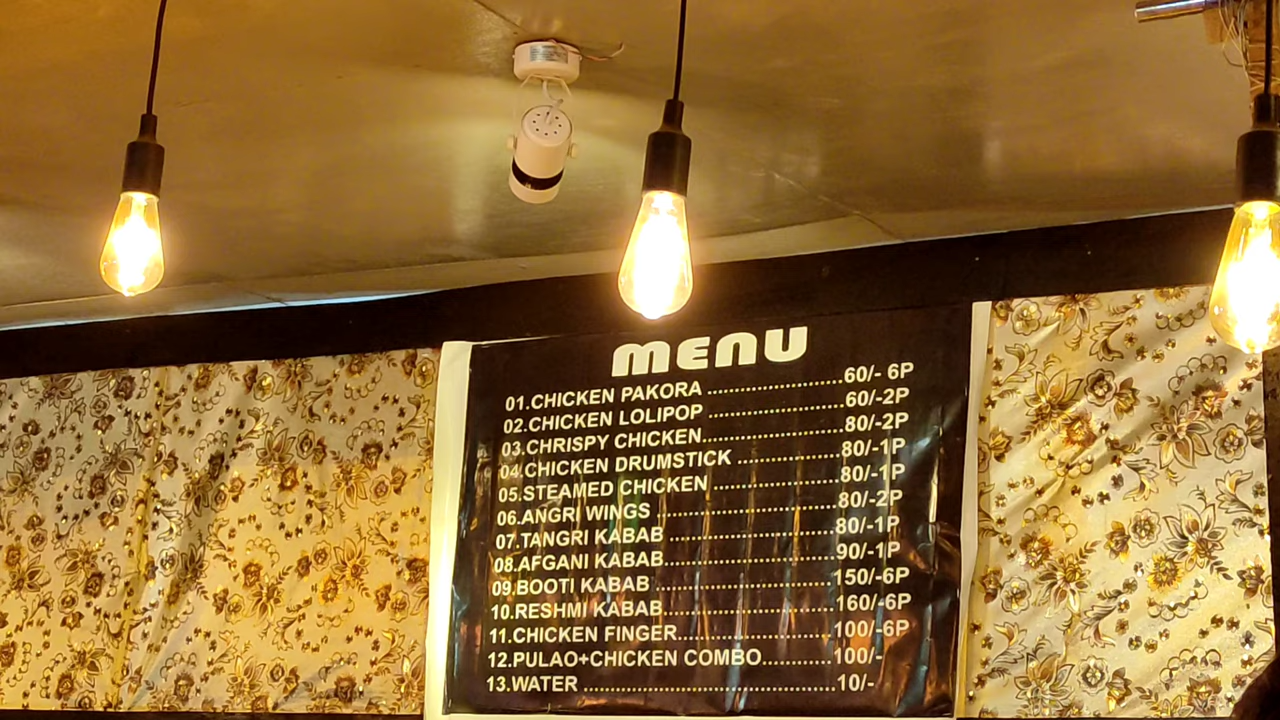 MENU
01.CHICKEN PAKORA ........................60/- 6P
02.CHICKEN LOLIPOP ........................60/-2P
03.CHRISPY CHICKEN.........................80/-2P
04.CHICKEN DRUMSTICK ..................80/-1P
05.STEAMED CHICKEN ......................80/-1P
06.ANGRI WINGS ...............................80/-2P
07.TANGRI KABAB .............................80/-1P
08.AFGANI KABAB..............................90/-1P
09.BOOTI KABAB ...............................150/-6P
10.RESHMI KABAB..............................160/-6P
11.CHICKEN FINGER...........................100/-6P
12.PULAO+CHICKEN COMBO............100/-
13.WATER ...........................................10/-